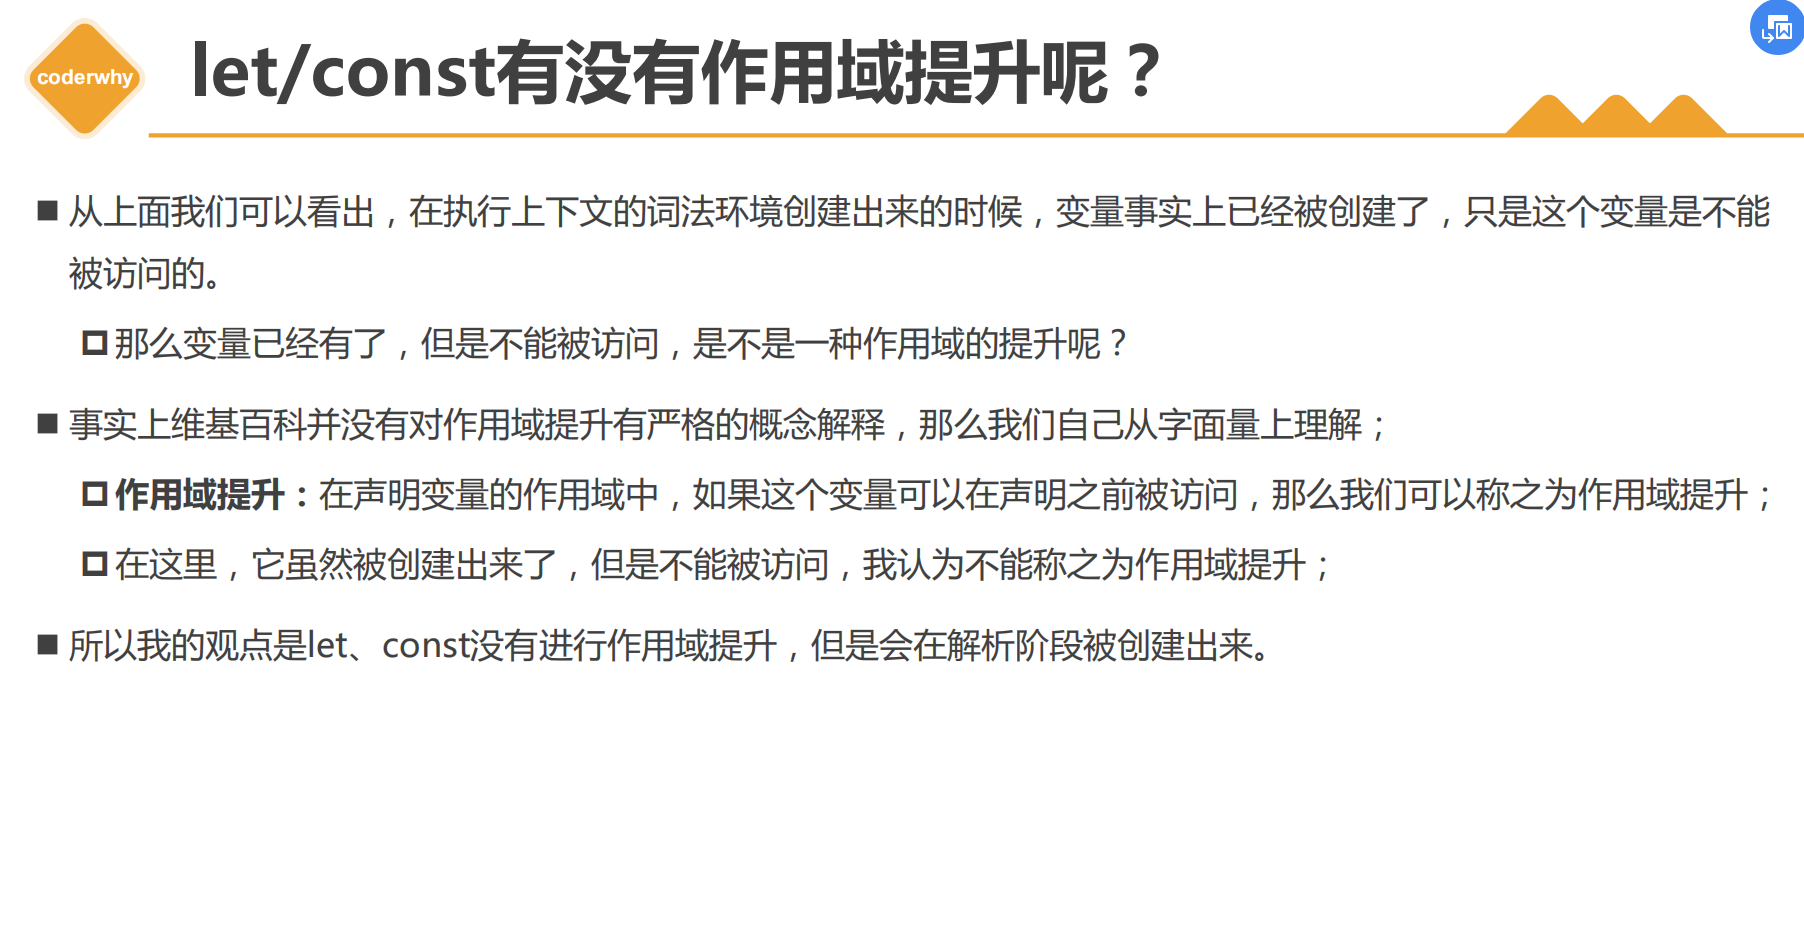 coderwhy
let/const有没有作用域提升呢？
■ 从上面我们可以看出，在执行上下文的词法环境创建出来的时候，变量事实上已经被创建了，只是这个变量是不能
被访问的。
那么变量已经有了，但是不能被访问，是不是一种作用域的提升呢？
■ 事实上维基百科并没有对作用域提升有严格的概念解释，那么我们自己从字面量上理解；
作用域提升：在声明变量的作用域中，如果这个变量可以在声明之前被访问，那么我们可以称之为作用域提升；
在这里，它虽然被创建出来了，但是不能被访问，我认为不能称之为作用域提升；
■ 所以我的观点是let、const没有进行作用域提升，但是会在解析阶段被创建出来。